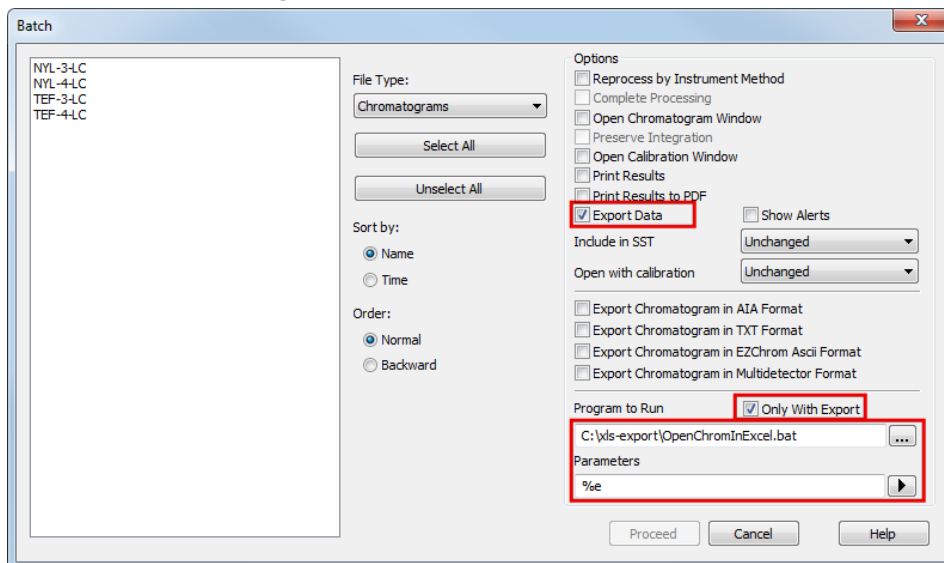 Batch
NYL-3-LC
NYL-4-LC
TEF-3-LC
TEF-4-LC
File Type:
Chromatograms
Select All
Unselect All
Sort by:
Name
Time
Order:
Normal
Backward
Options
Reprocess by Instrument Method
Complete Processing
Open Chromatogram Window
Preserve Integration
Open Calibration Window
Print Results
Print Results to PDF
Export Data Show Alerts
Include in SST Unchanged
Open with calibration Unchanged
Export Chromatogram in AIA Format
Export Chromatogram in TXT Format
Export Chromatogram in EZChrom Ascii Format
Export Chromatogram in Multidetector Format
Program to Run Only With Export
C:\xls-export\OpenChromInExcel.bat ...
Parameters
%e
Proceed Cancel Help